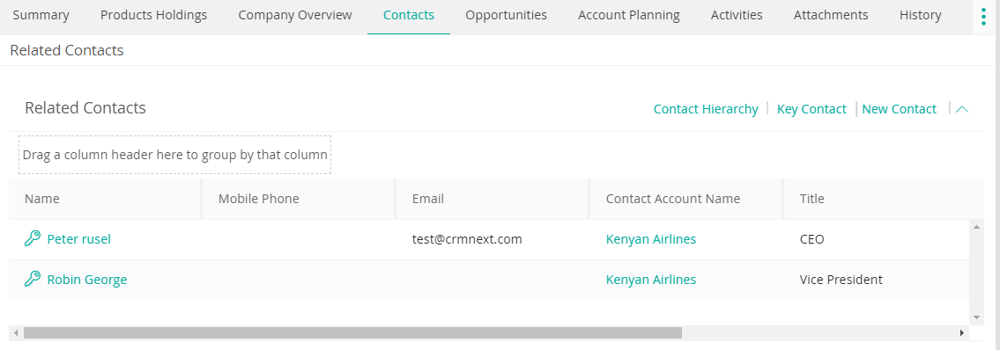 Summary Products Holdings Company Overview Contacts Opportunities Account Planning Activities Attachments History
Related Contacts
Related Contacts Contact Hierarchy | Key Contact | New Contact |
Drag a column header here to group by that column
Name Mobile Phone Email Contact Account Name Title
Peter rusel test@crmnext.com Kenyan Airlines CEO
Robin George Kenyan Airlines Vice President